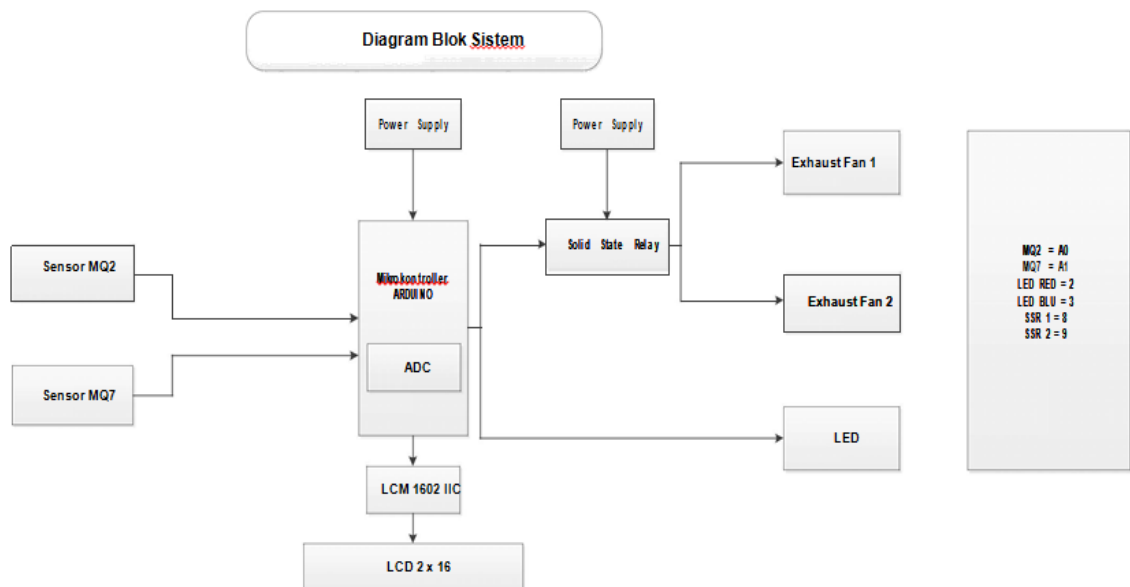 Diagram Blok Sistem
Power Supply
Power Supply
Exhaust Fan 1
Solid State Relay
Sensor MQ2
Mikrokontroller
ARDUINO
Exhaust Fan 2
ADC
Sensor MQ7
LED
LCM 1602 IIC
LCD 2 x 16
MQ2 = A0
MQ7 = A1
LED RED = 2
LED BLU = 3
SSR 1 = 8
SSR 2 = 9